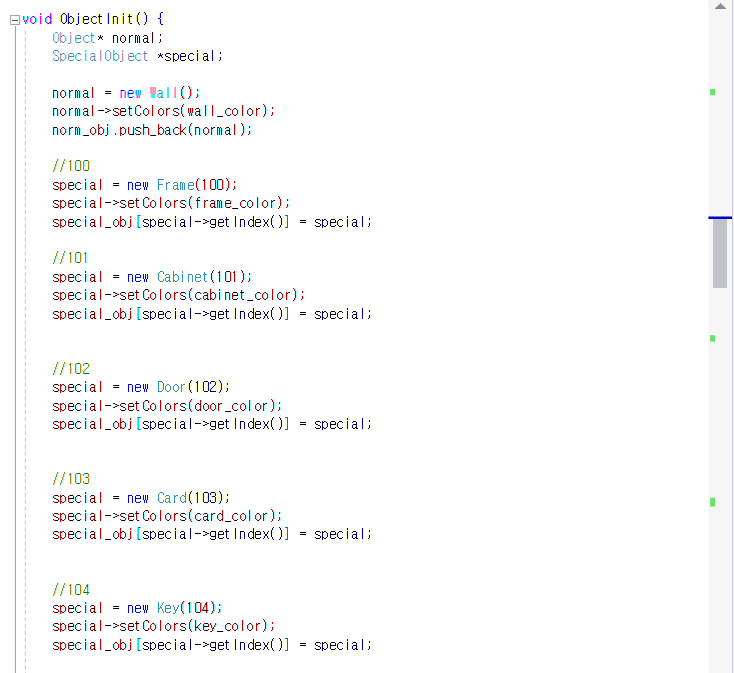 void ObjectInit() {
Object* normal;
SpecialObject *special;
normal = new Wall();
normal->setColors(wall_color);
norm_obj.push_back(normal);
//100
special = new Frame(100);
special->setColors(frame_color);
special_obj[special->getIndex()] = special;
//101
special = new Cabinet(101);
special->setColors(cabinet_color);
special_obj[special->getIndex()] = special;
//102
special = new Door(102);
special->setColors(door_color);
special_obj[special->getIndex()] = special;
//103
special = new Card(103);
special->setColors(card_color);
special_obj[special->getIndex()] = special;
//104
special = new Key(104);
special->setColors(key_color);
special_obj[special->getIndex()] = special;